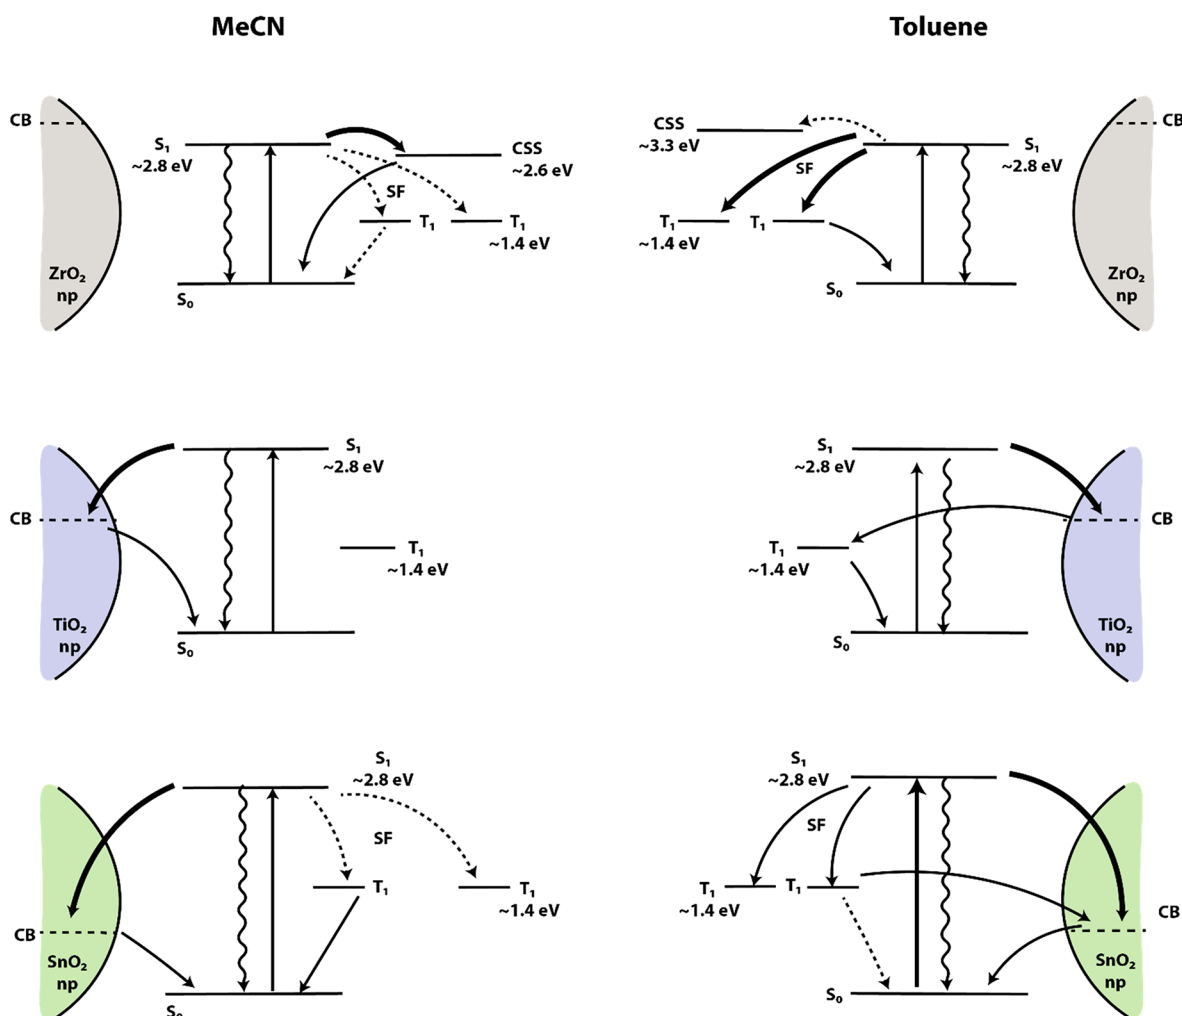 MeCN
Toluene
CB
S₁
~2.8 eV
CSS
~2.6 eV
SF
T₁
T₁
~1.4 eV
ZrO₂
np
S₀
CSS
~3.3 eV
SF
S₁
~2.8 eV
CB
T₁
~1.4 eV
T₁
ZrO₂
np
S₀
S₁
~2.8 eV
CB
T₁
~1.4 eV
TiO₂
np
S₀
S₁
~2.8 eV
CB
T₁
~1.4 eV
TiO₂
np
S₀
S₁
~2.8 eV
SF
T₁
T₁
~1.4 eV
CB
SnO₂
np
S₀
S₁
~2.8 eV
SF
T₁
~1.4 eV
T₁
CB
SnO₂
np
S₀